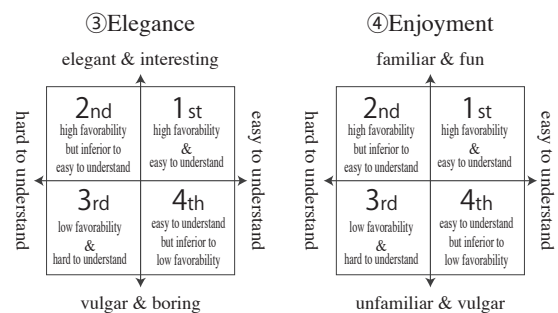 ③Elegance
elegant & interesting
hard to understand
2nd
high favorability
but inferior to
easy to understand
1st
high favorability
&
easy to understand
3rd
low favorability
&
hard to understand
4th
easy to understand
but inferior to
low favorability
easy to understand
vulgar & boring
④Enjoyment
familiar & fun
hard to understand
2nd
high favorability
but inferior to
easy to understand
1st
high favorability
&
easy to understand
3rd
low favorability
&
hard to understand
4th
easy to understand
but inferior to
low favorability
easy to understand
unfamiliar & vulgar